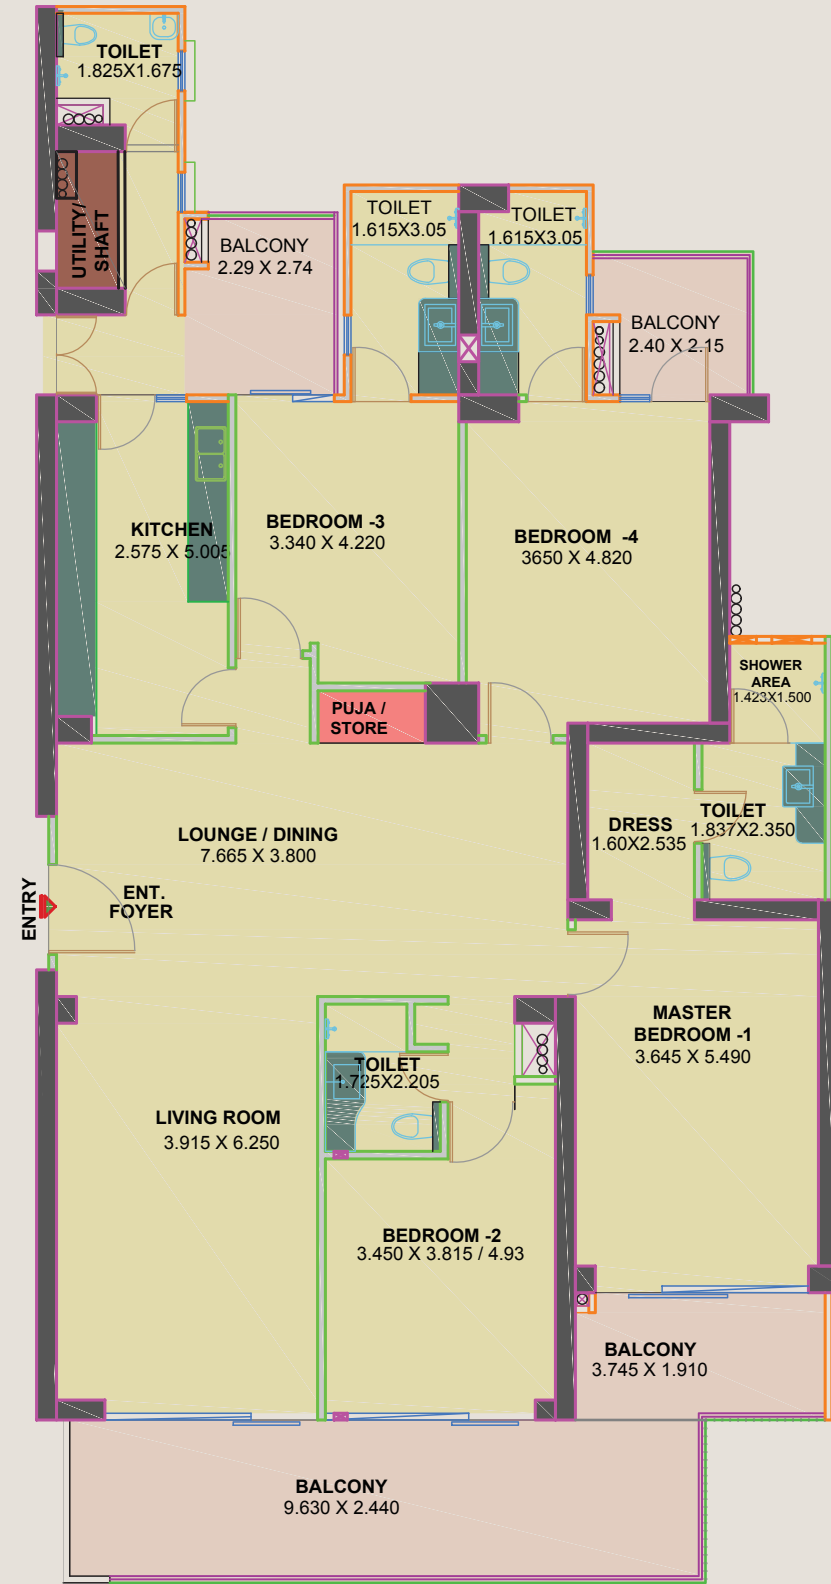 TOILET
1.825X1.675
UTILITY/
SHAFT
BALCONY
2.29 X 2.74
TOILET
1.615X3.05
TOILET
1.615X3.05
BALCONY
2.40 X 2.15
KITCHEN
2.575 X 5.005
BEDROOM -3
3.340 X 4.220
BEDROOM -4
3650 X 4.820
SHOWER
AREA
1.423X1.500
PUJA /
STORE
LOUNGE / DINING
7.665 X 3.800
DRESS
1.60X2.535
TOILET
1.837X2.350
ENTRY
ENT.
FOYER
MASTER
BEDROOM -1
3.645 X 5.490
TOILET
1.725X2.205
LIVING ROOM
3.915 X 6.250
BEDROOM -2
3.450 X 3.815 / 4.93
BALCONY
3.745 X 1.910
BALCONY
9.630 X 2.440